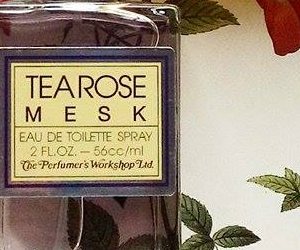 TEAROSE
MESK
EAU DE TOILETTE SPRAY
2 FL.OZ. — 56cc/ml
The Perfumer's Workshop Ltd.